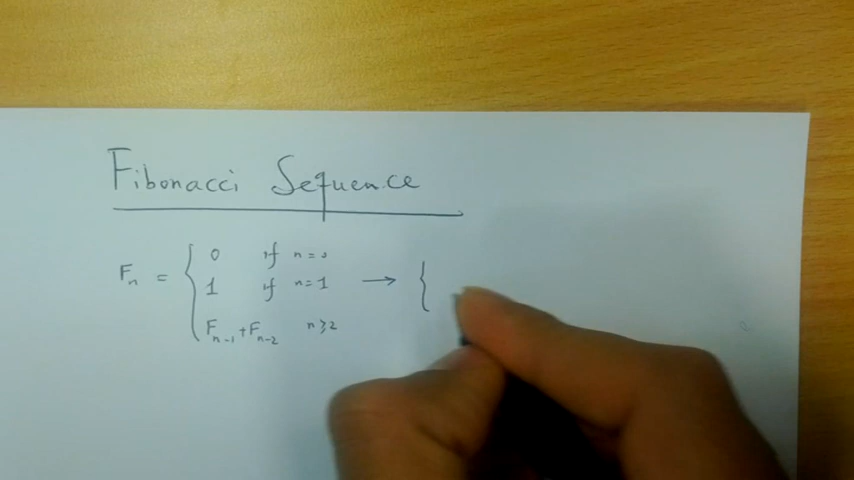 Fibonacci Sequence
Fn = { 0 if n=0
1 if n=1 → {
Fn-1+Fn-2 n≥2